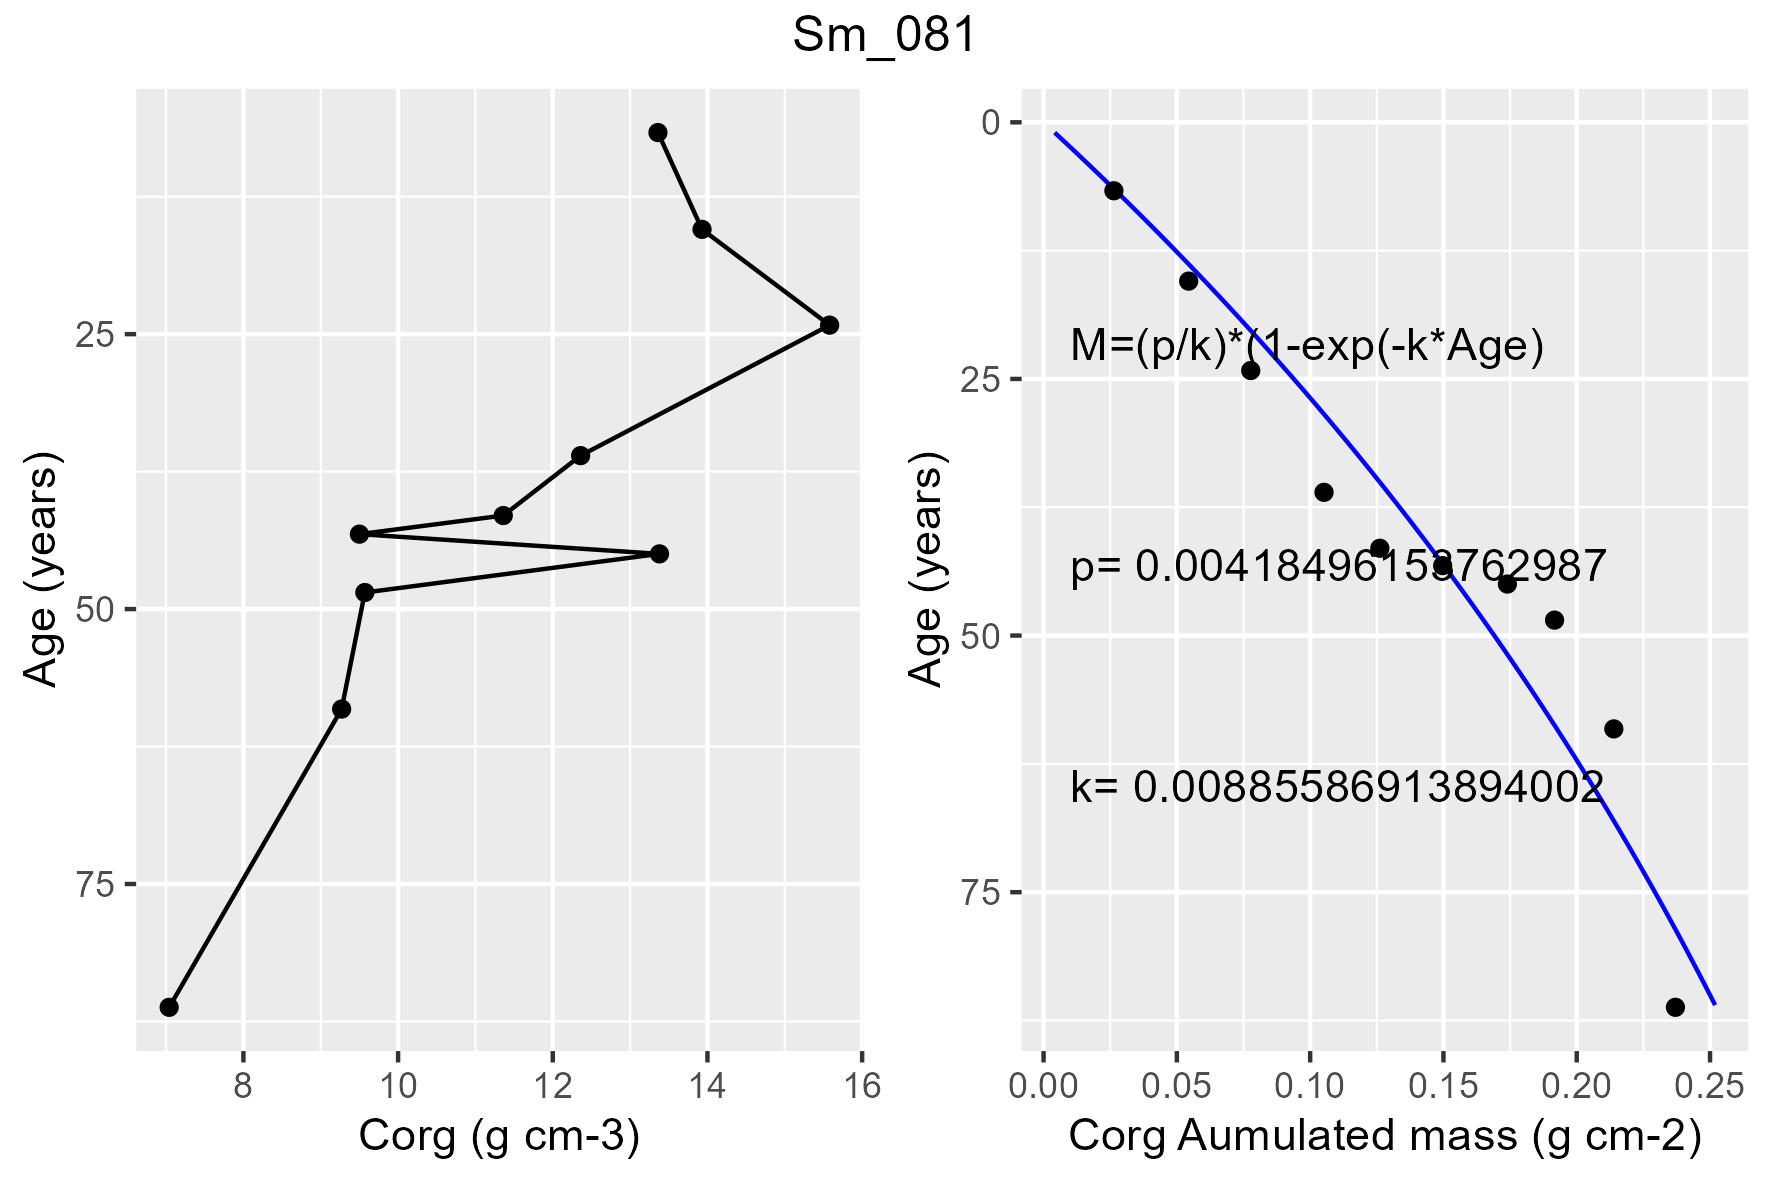 Sm_081
Age (years)
25
50
75
8
10
12
14
16
Corg (g cm-3)
Age (years)
0
25
50
75
M=(p/k)*(1-exp(-k*Age)
p= 0.00418496153762987
k= 0.00885586913894002
0.00
0.05
0.10
0.15
0.20
0.25
Corg Aumulated mass (g cm-2)